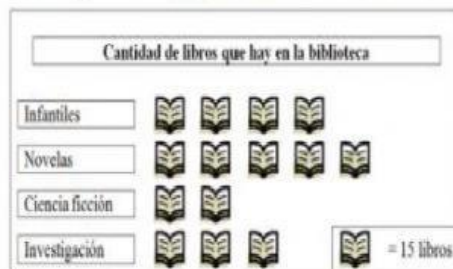 Cantidad de libros que hay en la biblioteca
Infantiles
Novelas
Ciencia ficción
Investigación
= 15 libros